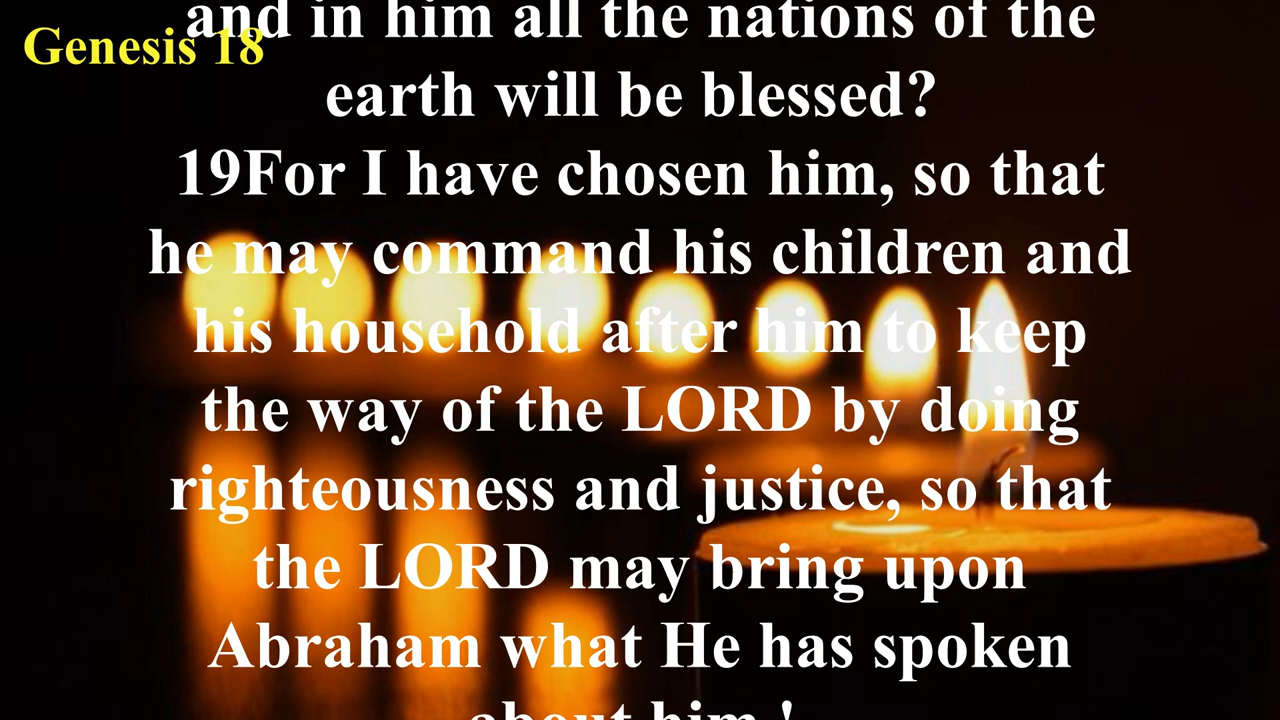 Genesis 18
and in him all the nations of the
earth will be blessed?
19For I have chosen him, so that
he may command his children and
his household after him to keep
the way of the LORD by doing
righteousness and justice, so that
the LORD may bring upon
Abraham what He has spoken
about him.'